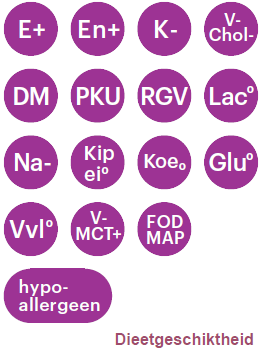 E+ En+ K- V-
Chol-
DM PKU RGV Lacº
Na- Kip
eiº Koeₒ Gluº
Vvlº V-
MCT+ FOD
MAP
hypo-
allergeen
Dieetgeschiktheid